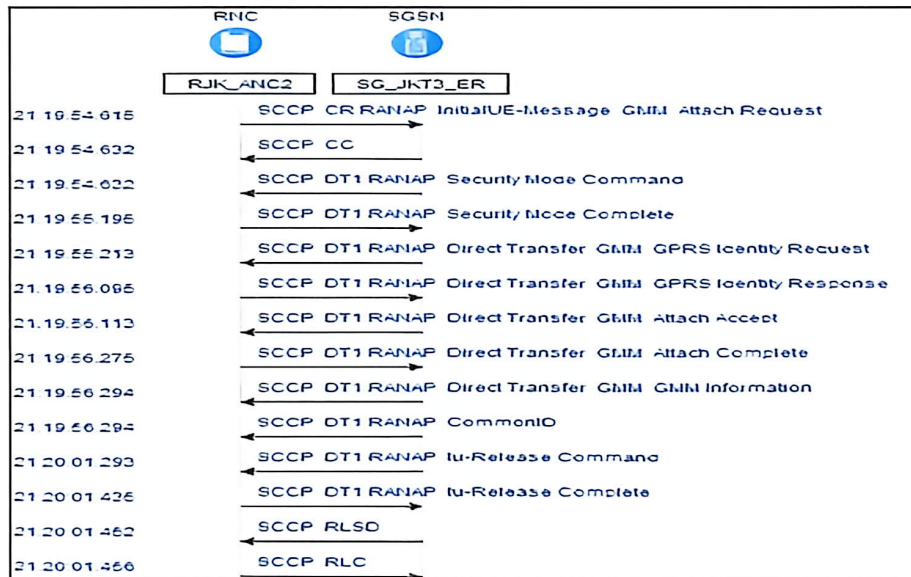 RNC SGSN
RJK_ANC2 SG_JKT3_ER
21:19:54.615 SCCP CR RANAP InitialUE-Message GMM Attach Request
21:19:54.632 SCCP CC
21:19:54.632 SCCP DT1 RANAP Security Mode Command
21:19:55.195 SCCP DT1 RANAP Security Mode Complete
21:19:55.213 SCCP DT1 RANAP Direct Transfer GMM GPRS Identity Request
21:19:56.095 SCCP DT1 RANAP Direct Transfer GMM GPRS Identity Response
21:19:56.113 SCCP DT1 RANAP Direct Transfer GMM Attach Accept
21:19:56.275 SCCP DT1 RANAP Direct Transfer GMM Attach Complete
21:19:56.294 SCCP DT1 RANAP Direct Transfer GMM GMM Information
21:19:56.294 SCCP DT1 RANAP CommonID
21:20:01.293 SCCP DT1 RANAP Iu-Release Command
21:20:01.435 SCCP DT1 RANAP Iu-Release Complete
21:20:01.452 SCCP RLSD
21:20:01.456 SCCP RLC